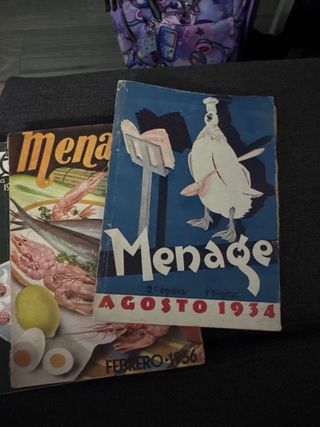 Menage
2ª época
AGOSTO 1934
Mena
FEBRERO-1936